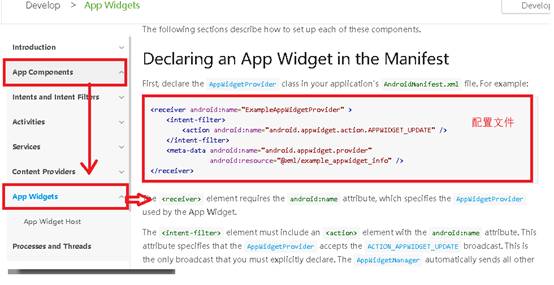 Develop > App Widgets
Develop
The following sections describe how to set up each of these components.
Introduction
App Components
Intents and Intent Filters
Activities
Services
Content Providers
App Widgets
App Widget Host
Processes and Threads
Declaring an App Widget in the Manifest
First, declare the AppWidgetProvider class in your application's AndroidManifest.xml file. For example:
<receiver android:name="ExampleAppWidgetProvider" >
<intent-filter>
<action android:name="android.appwidget.action.APPWIDGET_UPDATE" />
</intent-filter>
<meta-data android:name="android.appwidget.provider"
android:resource="@xml/example_appwidget_info" />
</receiver>
配置文件
The <receiver> element requires the android:name attribute, which specifies the AppWidgetProvider
used by the App Widget.
The <intent-filter> element must include an <action> element with the android:name attribute. This
attribute specifies that the AppWidgetProvider accepts the ACTION_APPWIDGET_UPDATE broadcast. This is
the only broadcast that you must explicitly declare. The AppWidgetManager automatically sends all other